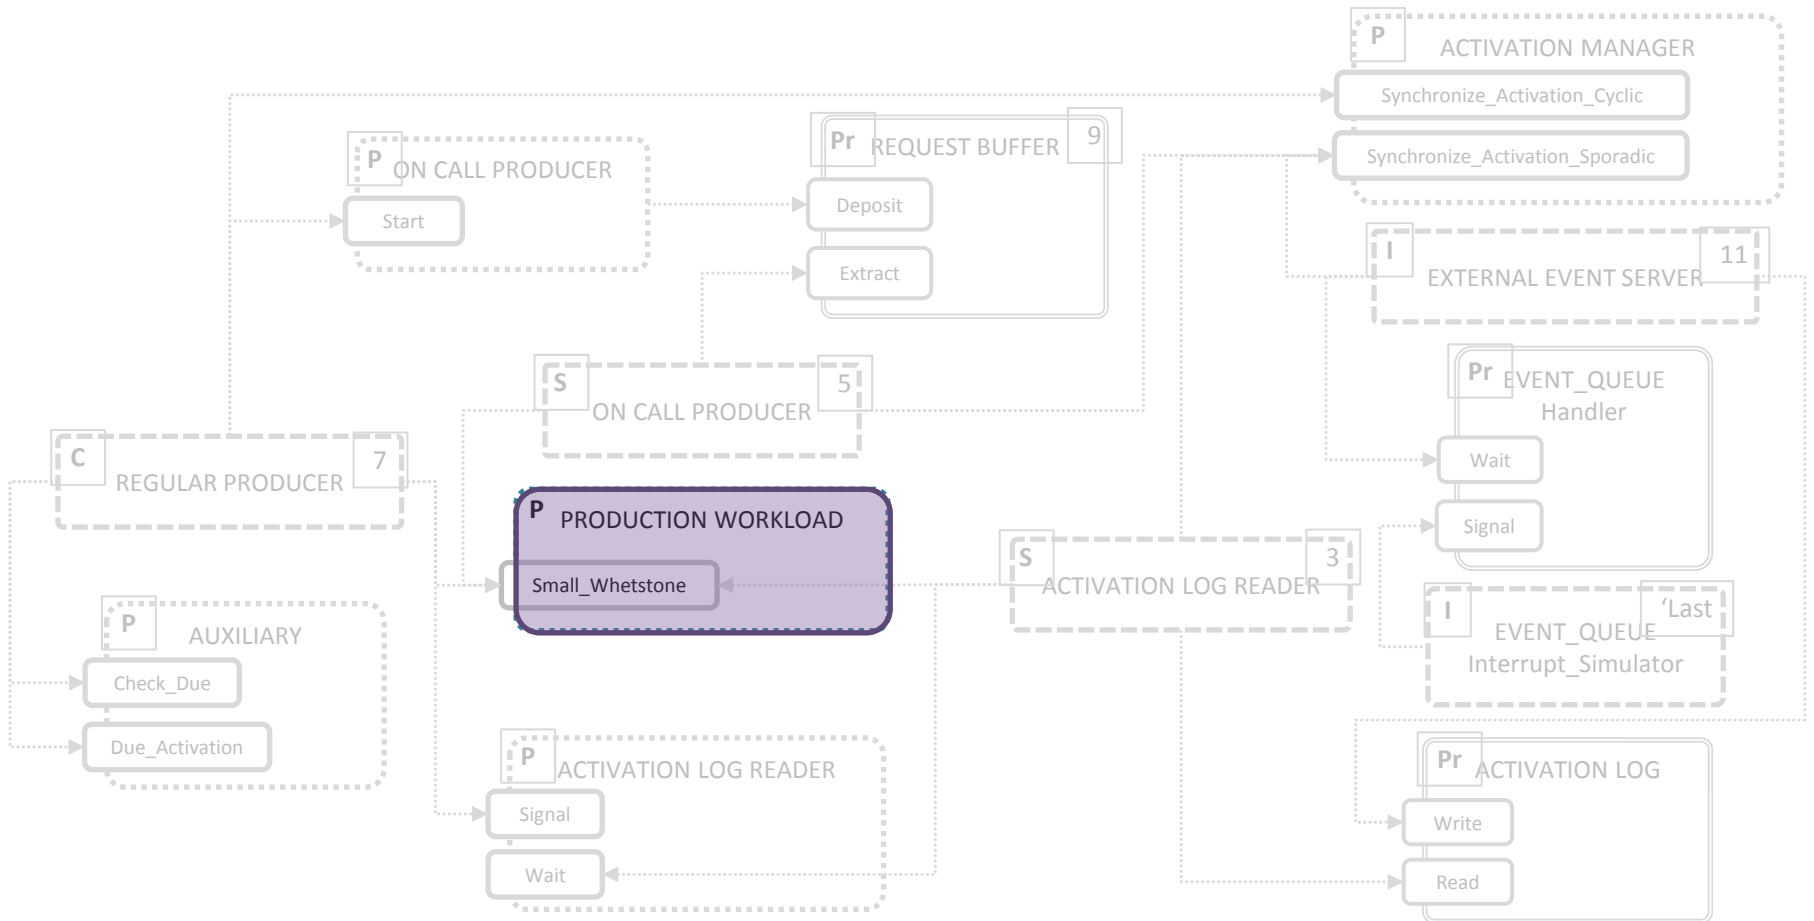 P
ACTIVATION MANAGER
Synchronize_Activation_Cyclic
Synchronize_Activation_Sporadic
P
ON CALL PRODUCER
Start
Pr
REQUEST BUFFER
9
Deposit
Extract
I
11
EXTERNAL EVENT SERVER
S
5
ON CALL PRODUCER
Pr
EVENT_QUEUE
Handler
Wait
Signal
C
7
REGULAR PRODUCER
P
PRODUCTION WORKLOAD
Small_Whetstone
S
3
ACTIVATION LOG READER
I
‘Last
EVENT_QUEUE
Interrupt_Simulator
P
AUXILIARY
Check_Due
Due_Activation
P
ACTIVATION LOG READER
Signal
Wait
Pr
ACTIVATION LOG
Write
Read